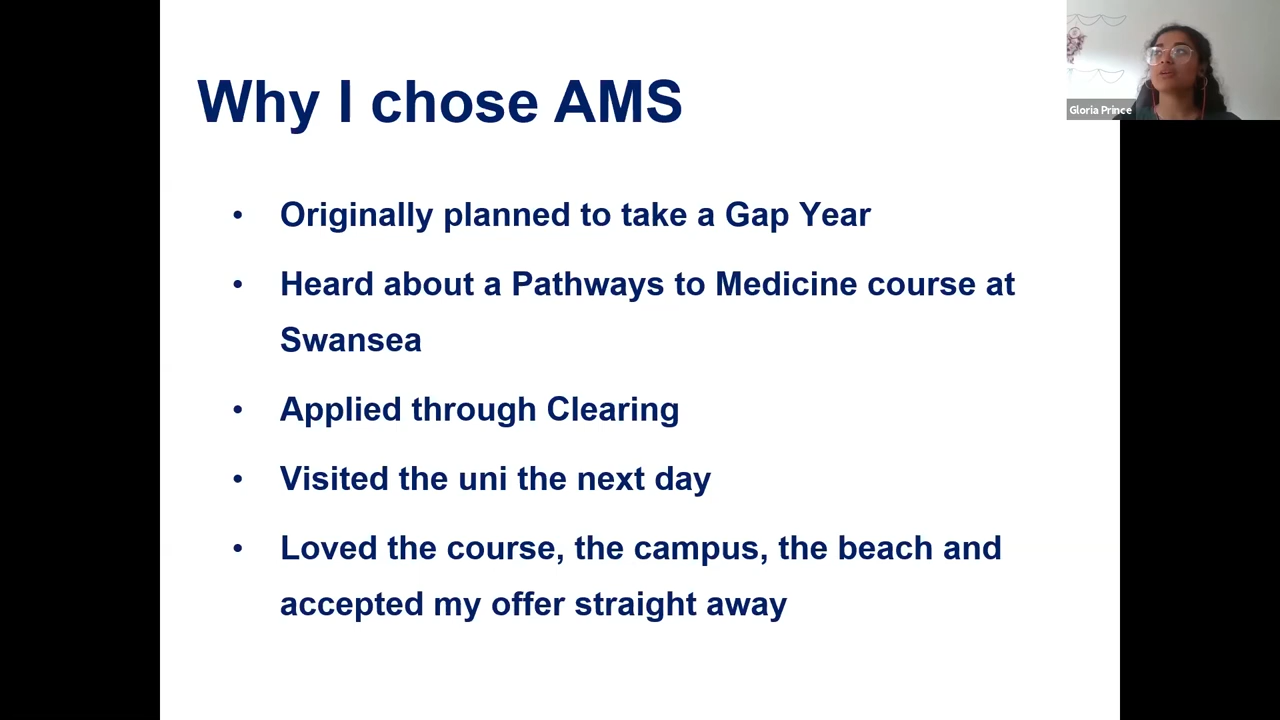 Why I chose AMS
Gloria Prince
• Originally planned to take a Gap Year
• Heard about a Pathways to Medicine course at
Swansea
• Applied through Clearing
• Visited the uni the next day
• Loved the course, the campus, the beach and
accepted my offer straight away